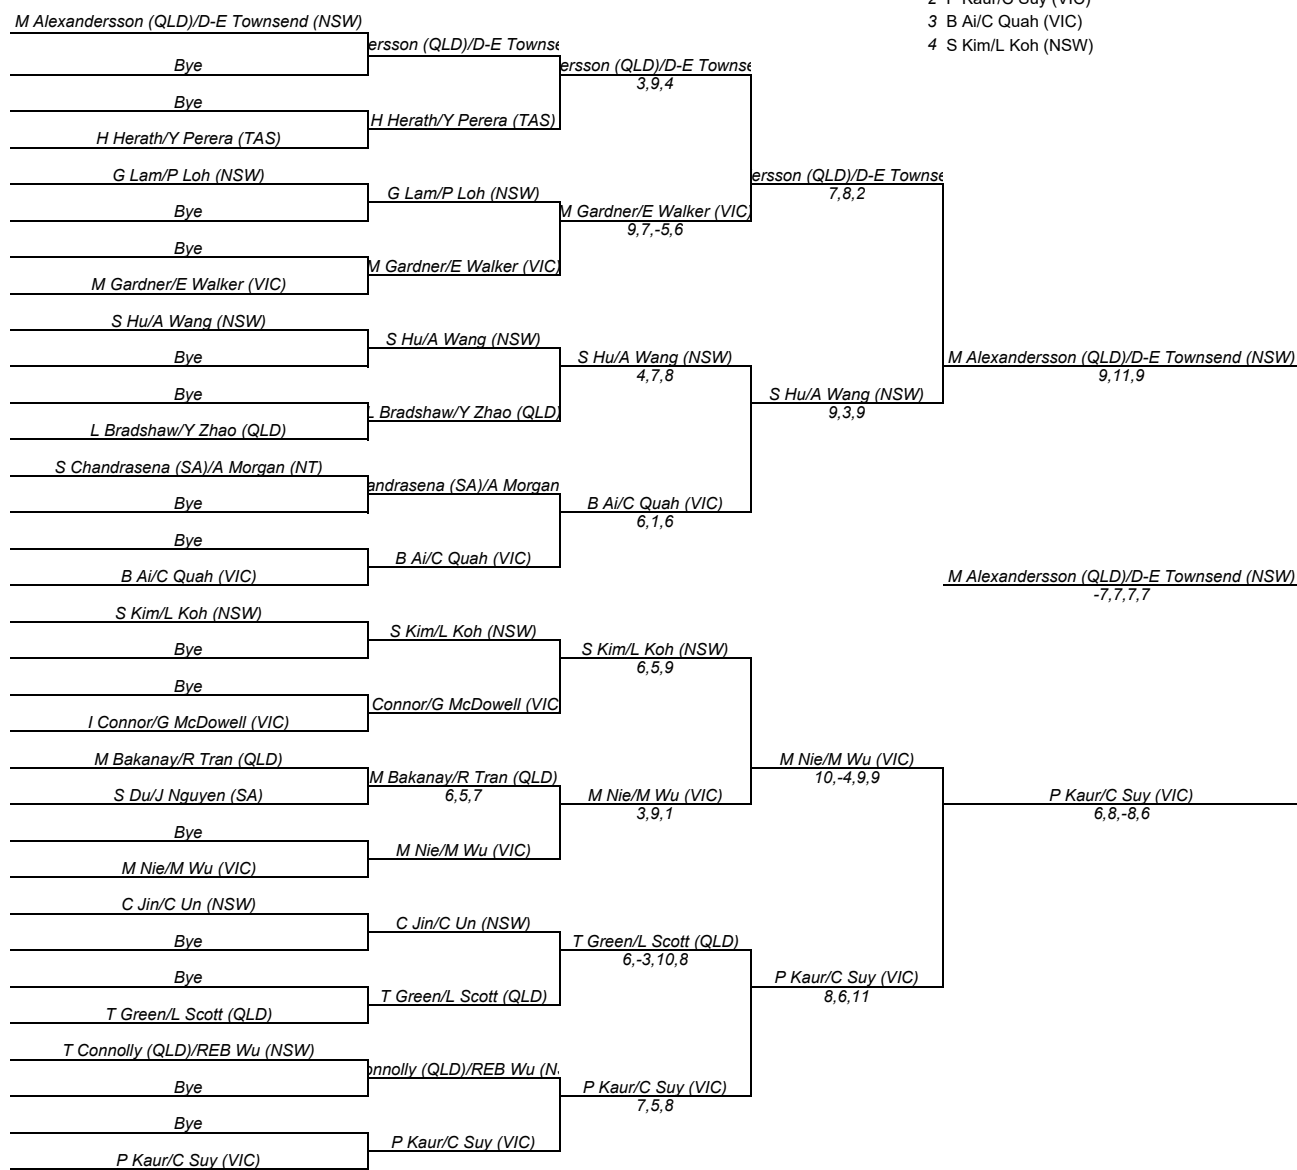 2 P Kaur/C Suy (VIC)
3 B Ai/C Quah (VIC)
4 S Kim/L Koh (NSW)
M Alexandersson (QLD)/D-E Townsend (NSW)
Bye
Bye
H Herath/Y Perera (TAS)
G Lam/P Loh (NSW)
Bye
Bye
M Gardner/E Walker (VIC)
S Hu/A Wang (NSW)
Bye
Bye
L Bradshaw/Y Zhao (QLD)
S Chandrasena (SA)/A Morgan (NT)
Bye
Bye
B Ai/C Quah (VIC)
S Kim/L Koh (NSW)
Bye
Bye
I Connor/G McDowell (VIC)
M Bakanay/R Tran (QLD)
S Du/J Nguyen (SA)
Bye
M Nie/M Wu (VIC)
C Jin/C Un (NSW)
Bye
Bye
T Green/L Scott (QLD)
T Connolly (QLD)/REB Wu (NSW)
Bye
Bye
P Kaur/C Suy (VIC)
ersson (QLD)/D-E Townse
H Herath/Y Perera (TAS)
G Lam/P Loh (NSW)
M Gardner/E Walker (VIC)
S Hu/A Wang (NSW)
L Bradshaw/Y Zhao (QLD)
andrasena (SA)/A Morgan
B Ai/C Quah (VIC)
S Kim/L Koh (NSW)
Connor/G McDowell (VIC
M Bakanay/R Tran (QLD)
6,5,7
M Nie/M Wu (VIC)
C Jin/C Un (NSW)
T Green/L Scott (QLD)
onnolly (QLD)/REB Wu (N
P Kaur/C Suy (VIC)
ersson (QLD)/D-E Townse
3,9,4
M Gardner/E Walker (VIC)
9,7,-5,6
S Hu/A Wang (NSW)
4,7,8
B Ai/C Quah (VIC)
6,1,6
S Kim/L Koh (NSW)
6,5,9
M Nie/M Wu (VIC)
3,9,1
T Green/L Scott (QLD)
6,-3,10,8
P Kaur/C Suy (VIC)
7,5,8
ersson (QLD)/D-E Townse
7,8,2
S Hu/A Wang (NSW)
9,3,9
M Nie/M Wu (VIC)
10,-4,9,9
P Kaur/C Suy (VIC)
8,6,11
M Alexandersson (QLD)/D-E Townsend (NSW)
9,11,9
M Alexandersson (QLD)/D-E Townsend (NSW)
-7,7,7,7
P Kaur/C Suy (VIC)
6,8,-8,6